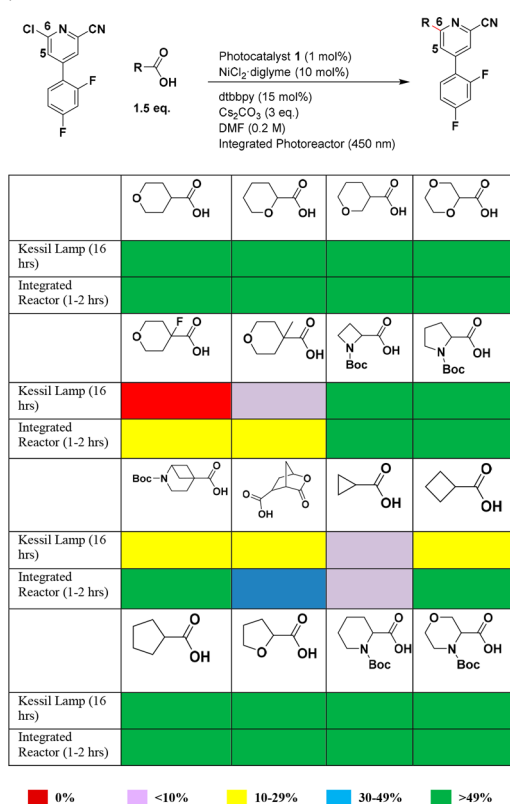 Cl
6
N
CN
5
F
F
R
O
OH
1.5 eq.
Photocatalyst 1 (1 mol%)
NiCl2·diglyme (10 mol%)
dtbbpy (15 mol%)
Cs2CO3 (3 eq.)
DMF (0.2 M)
Integrated Photoreactor (450 nm)
R
6
N
CN
5
F
F
O
O
OH
O
O
OH
O
O
OH
O
O
O
OH
Kessil Lamp (16
hrs)
Integrated
Reactor (1-2 hrs)
O
F
O
OH
O
O
OH
O
OH
N
Boc
O
OH
N
Boc
Kessil Lamp (16
hrs)
Integrated
Reactor (1-2 hrs)
Boc
N
O
OH
O
O
O
OH
O
OH
O
OH
Kessil Lamp (16
hrs)
Integrated
Reactor (1-2 hrs)
O
OH
O
O
OH
O
OH
N
Boc
O
O
OH
N
Boc
Kessil Lamp (16
hrs)
Integrated
Reactor (1-2 hrs)
0% <10% 10-29% 30-49% >49%